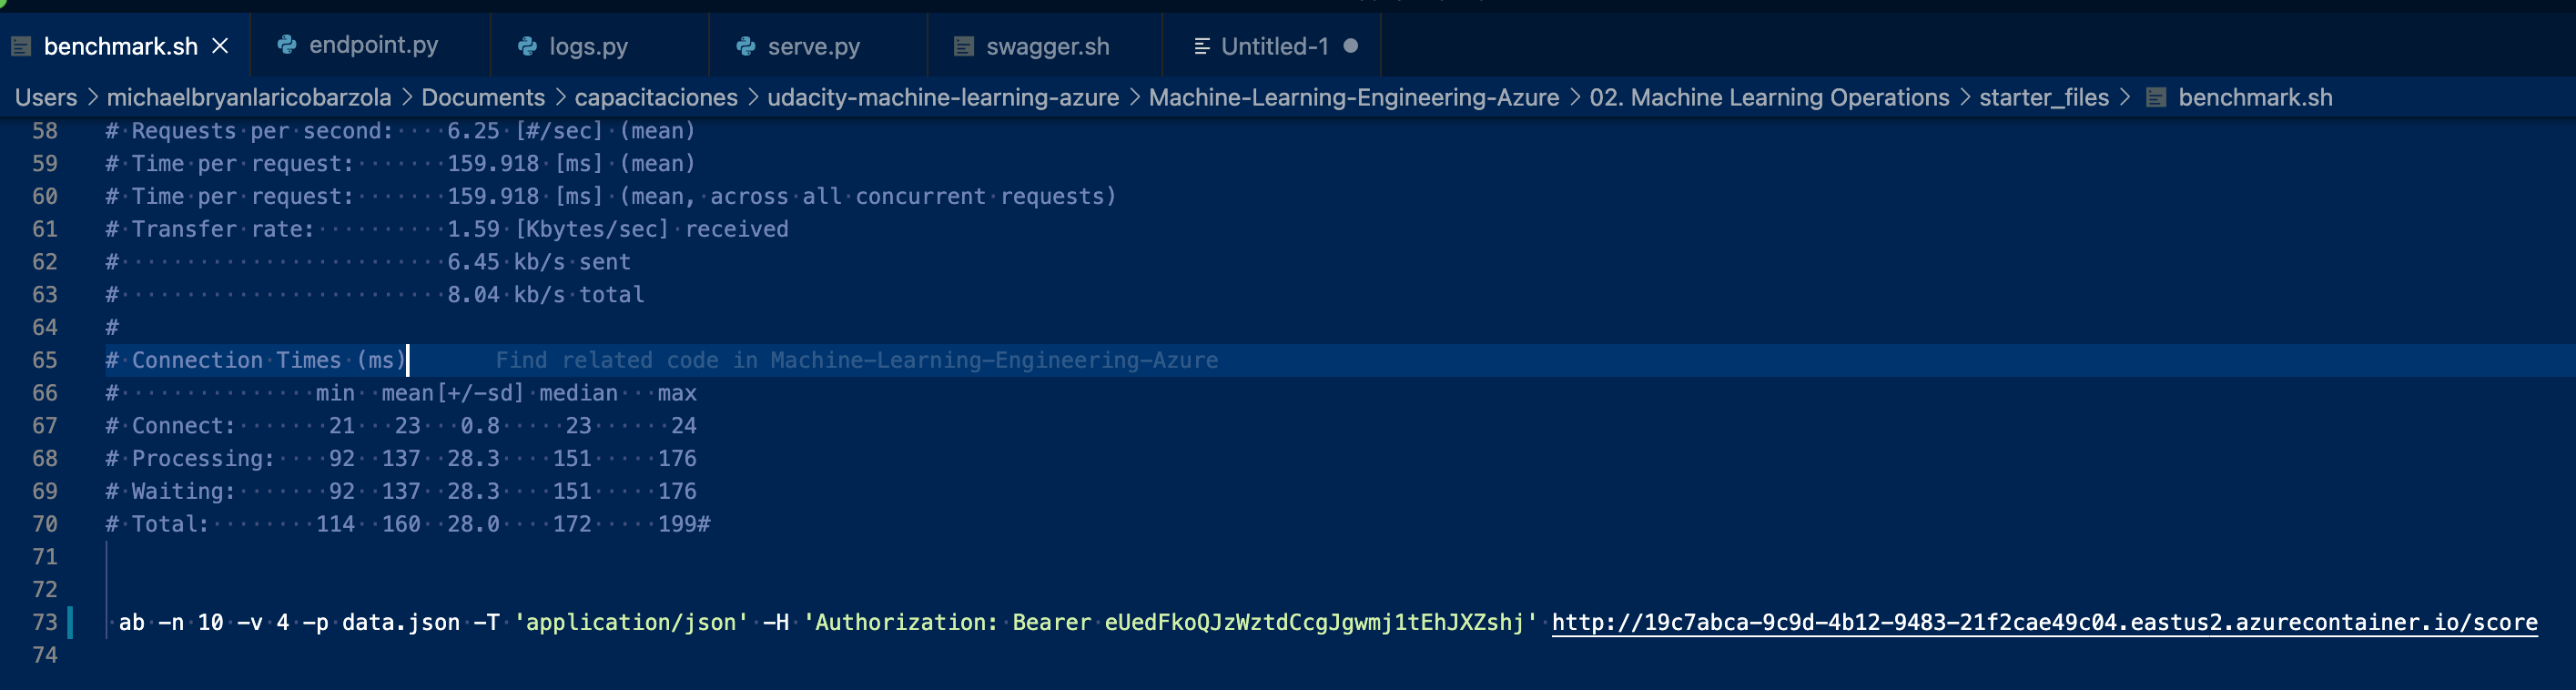 benchmark.sh endpoint.py logs.py serve.py swagger.sh Untitled-1
Users > michaelbryanlaricobarzola > Documents > capacitaciones > udacity-machine-learning-azure > Machine-Learning-Engineering-Azure > 02. Machine Learning Operations > starter_files > benchmark.sh
58 # Requests per second: 6.25 [#/sec] (mean)
59 # Time per request: 159.918 [ms] (mean)
60 # Time per request: 159.918 [ms] (mean, across all concurrent requests)
61 # Transfer rate: 1.59 [Kbytes/sec] received
62 # 6.45 kb/s sent
63 # 8.04 kb/s total
64 #
65 # Connection Times (ms) Find related code in Machine-Learning-Engineering-Azure
66 # min mean[+/-sd] median max
67 # Connect: 21 23 0.8 23 24
68 # Processing: 92 137 28.3 151 176
69 # Waiting: 92 137 28.3 151 176
70 # Total: 114 160 28.0 172 199#
71
72
73 ab -n 10 -v 4 -p data.json -T 'application/json' -H 'Authorization: Bearer eUedFkoQJzWztdCcgJgwmj1tEhJXZshj' http://19c7abca-9c9d-4b12-9483-21f2cae49c04.eastus2.azurecontainer.io/score
74